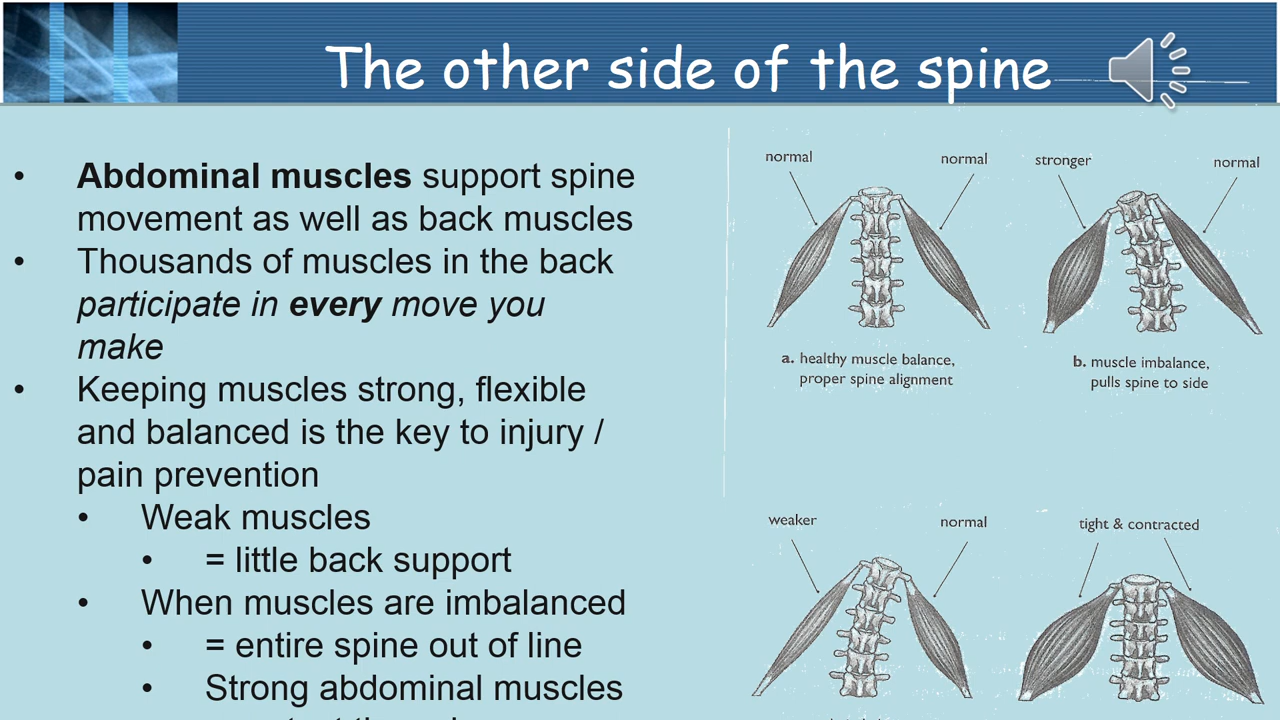 The other side of the spine
• Abdominal muscles support spine
movement as well as back muscles
• Thousands of muscles in the back
participate in every move you
make
• Keeping muscles strong, flexible
and balanced is the key to injury /
pain prevention
• Weak muscles
• = little back support
• When muscles are imbalanced
• = entire spine out of line
• Strong abdominal muscles
normal
normal
a. healthy muscle balance,
proper spine alignment
stronger
normal
b. muscle imbalance,
pulls spine to side
weaker
normal
tight & contracted